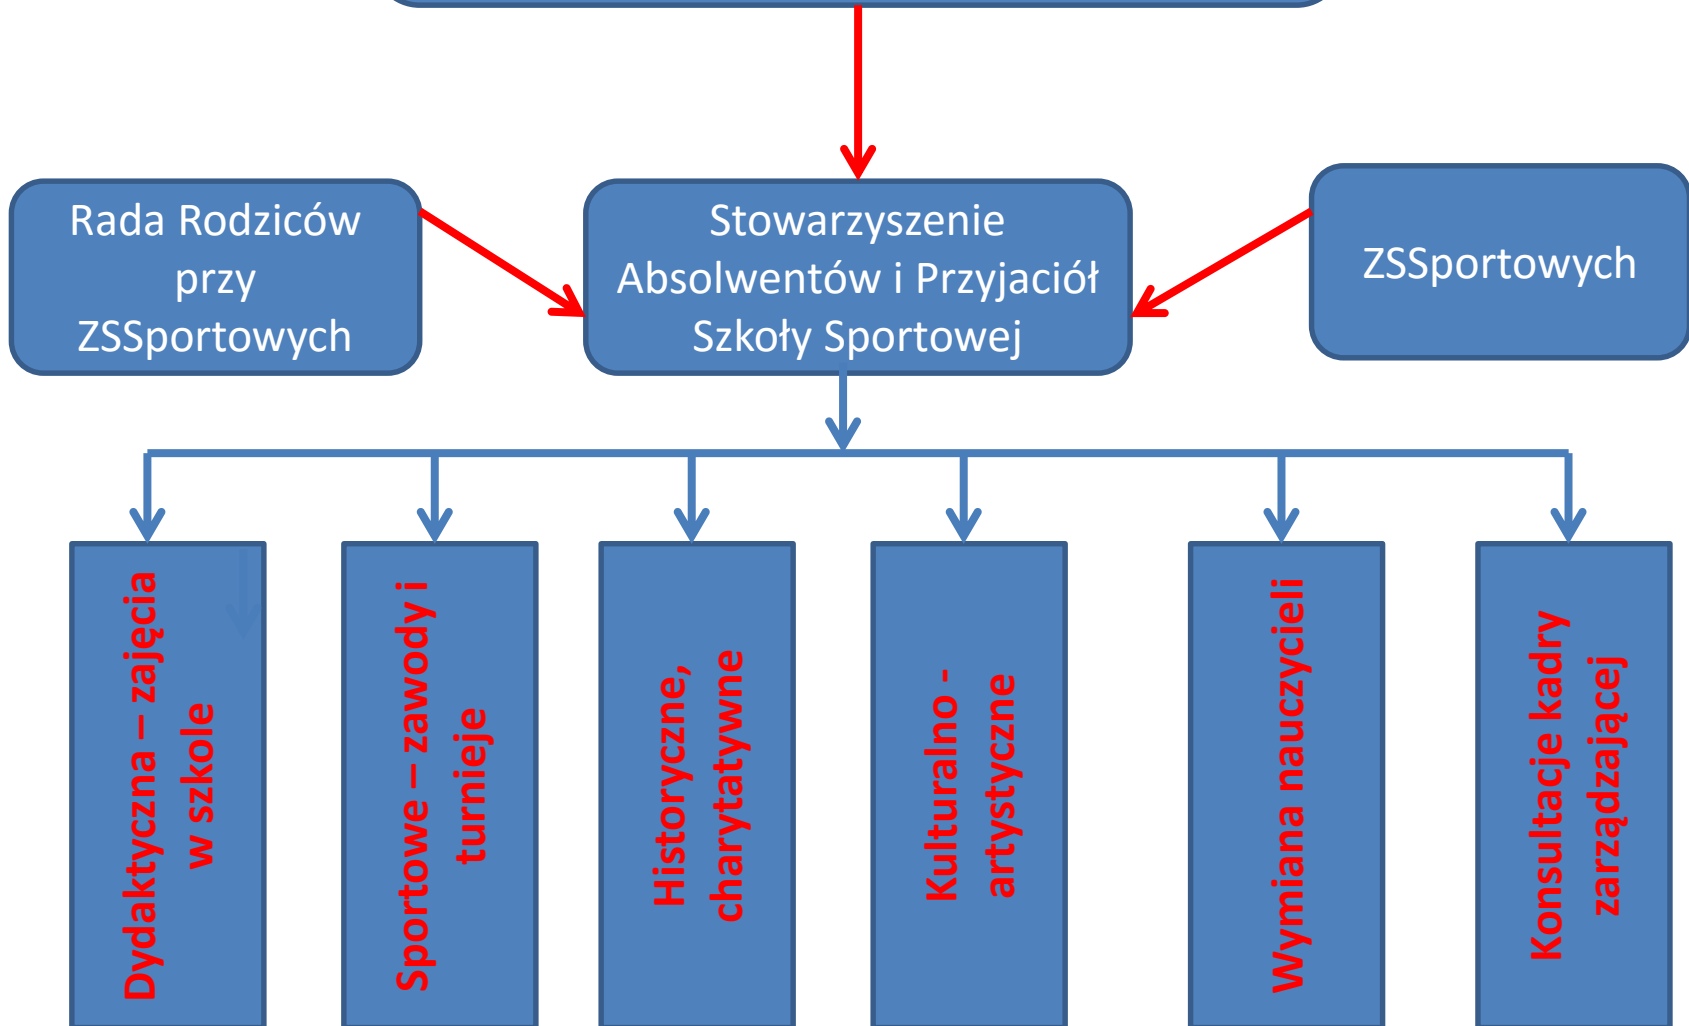 Rada Rodziców
przy
ZSSportowych
Stowarzyszenie
Absolwentów i Przyjaciół
Szkoły Sportowej
ZSSportowych
Dydaktyczna – zajęcia
w szkole
Sportowe – zawody i
turnieje
Historyczne,
charytatywne
Kulturalno -
artystyczne
Wymiana nauczycieli
Konsultacje kadry
zarządzającej